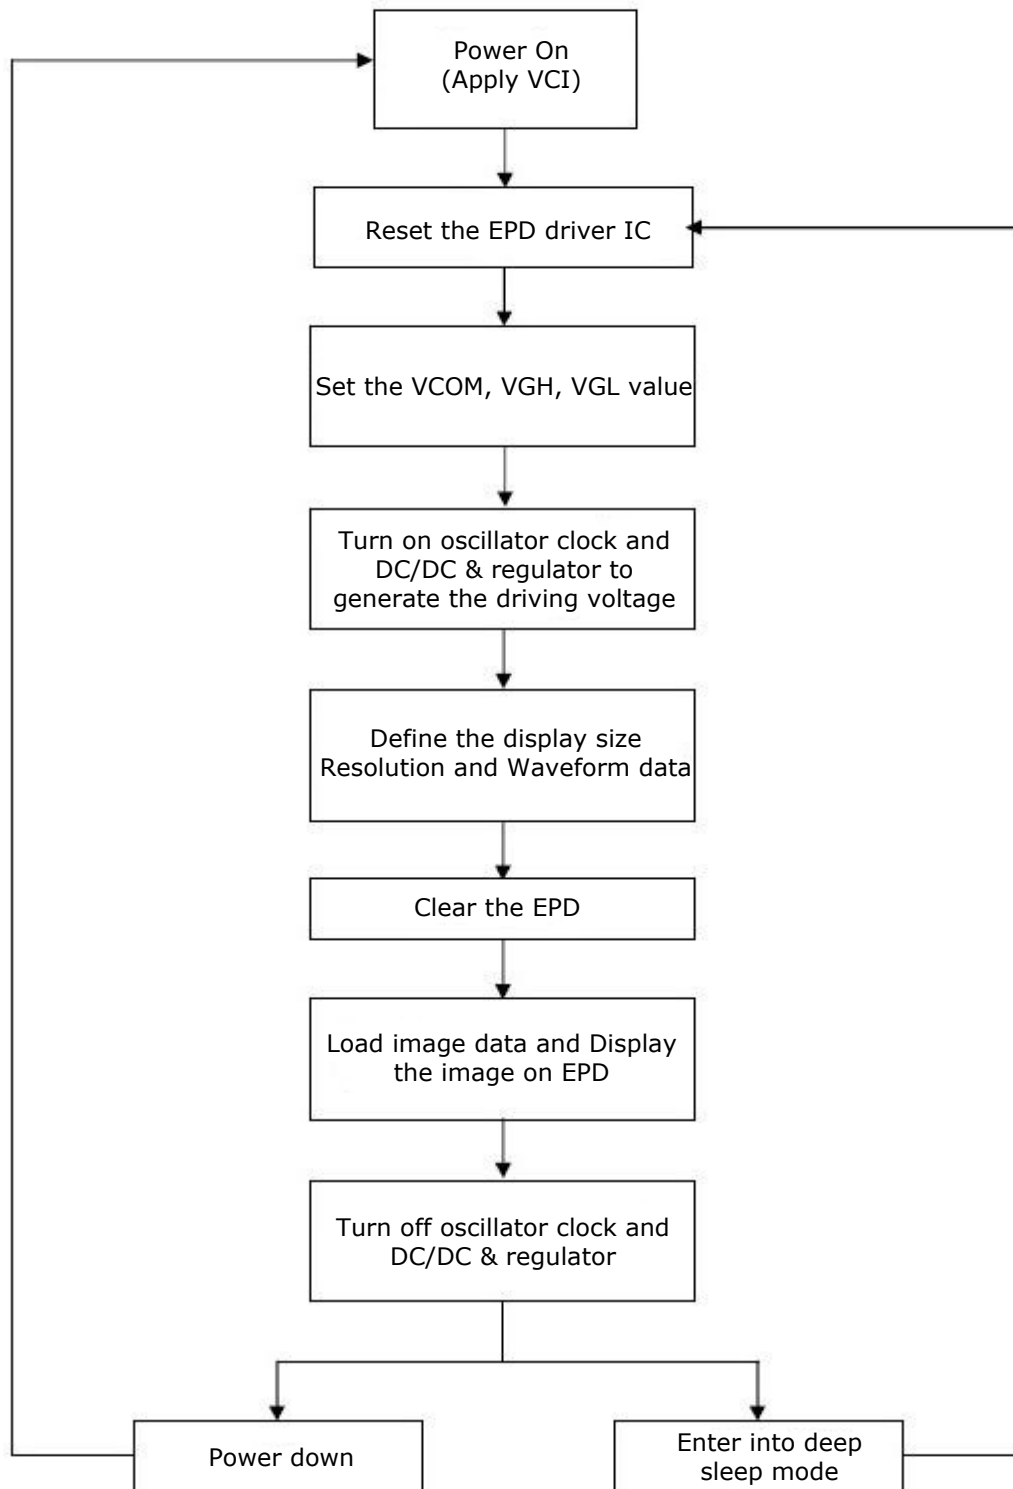 Power On
(Apply VCI)
Reset the EPD driver IC
Set the VCOM, VGH, VGL value
Turn on oscillator clock and
DC/DC & regulator to
generate the driving voltage
Define the display size
Resolution and Waveform data
Clear the EPD
Load image data and Display
the image on EPD
Turn off oscillator clock and
DC/DC & regulator
Power down
Enter into deep
sleep mode